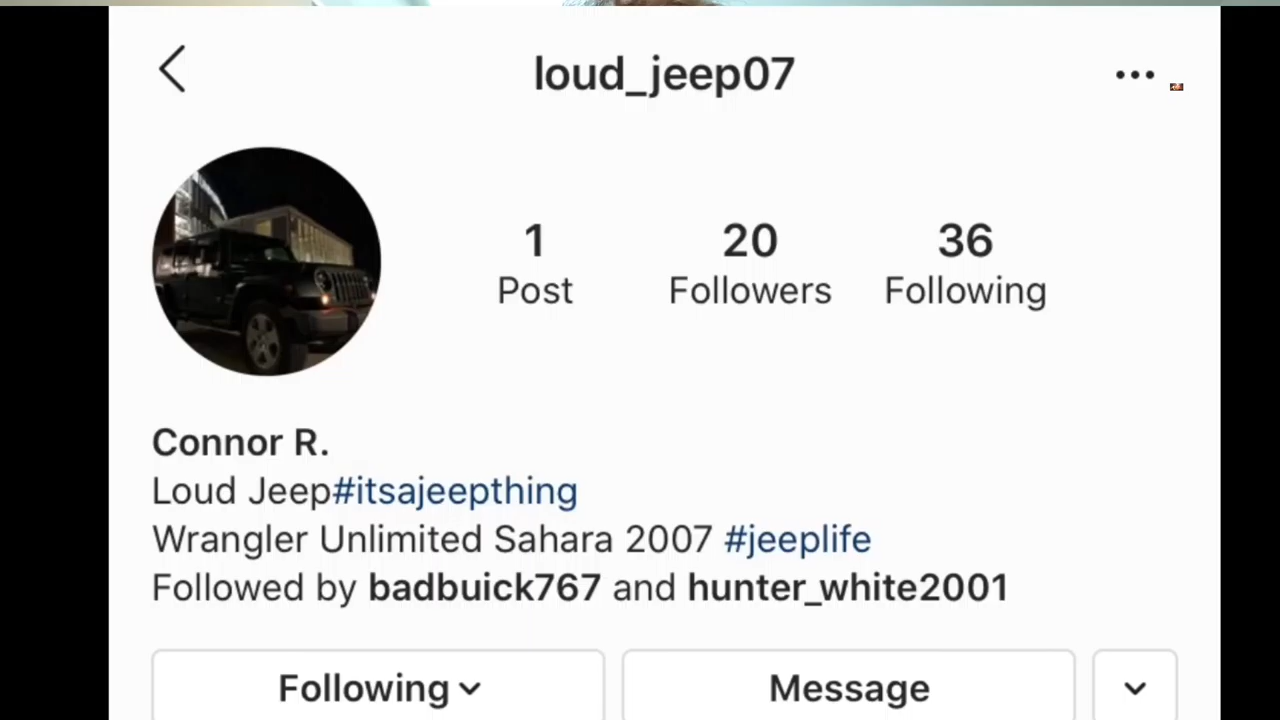 loud_jeep07
1 20 36
Post Followers Following
Connor R.
Loud Jeep#itsajeepthing
Wrangler Unlimited Sahara 2007 #jeeplife
Followed by badbuick767 and hunter_white2001
Following Message